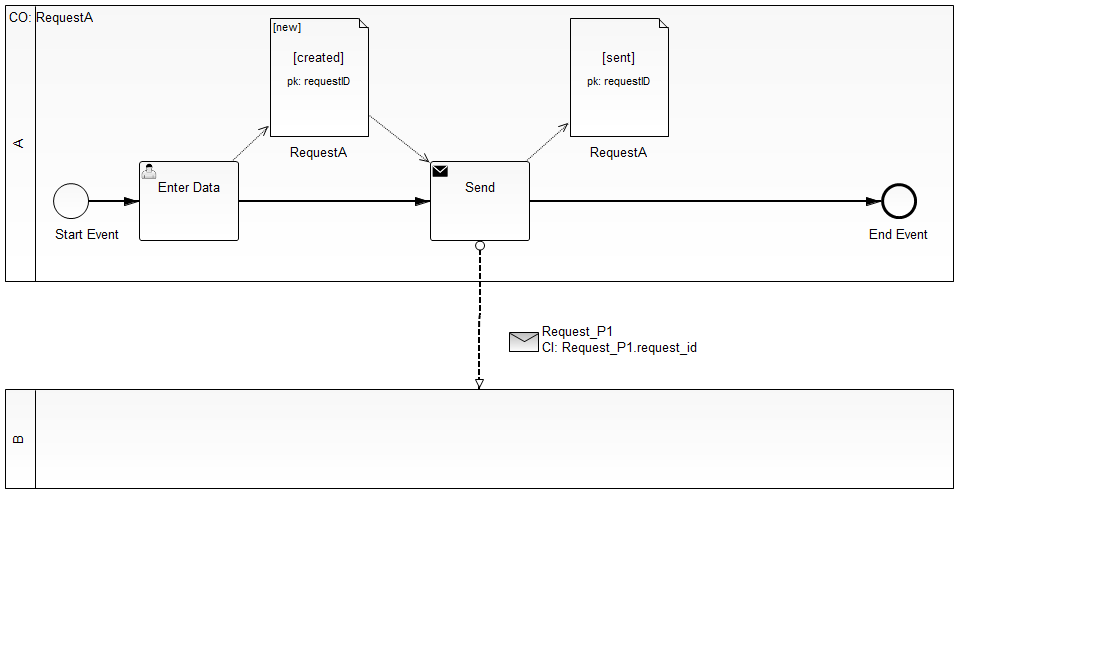 CO: RequestA
[new]
[created]
pk: requestID
RequestA
[sent]
pk: requestID
RequestA
A
Enter Data
Send
Start Event
End Event
Request_P1
CI: Request_P1.request_id
B